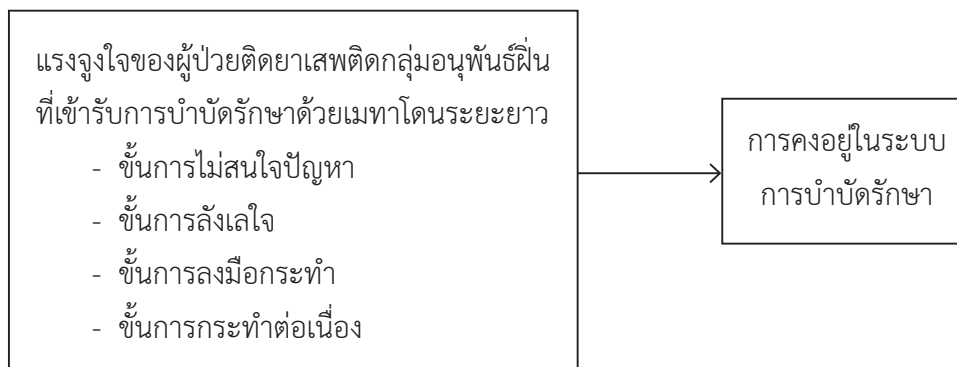 แรงจูงใจของผู้ป่วยติดยาเสพติดกลุ่มอนุพันธ์ฝิ่น
ที่เข้ารับการบำบัดรักษาด้วยเมทาโดนระยะยาว
- ขั้นการไม่สนใจปัญหา
- ขั้นการลังเลใจ
- ขั้นการลงมือกระทำ
- ขั้นการกระทำต่อเนื่อง
การคงอยู่ในระบบ
การบำบัดรักษา